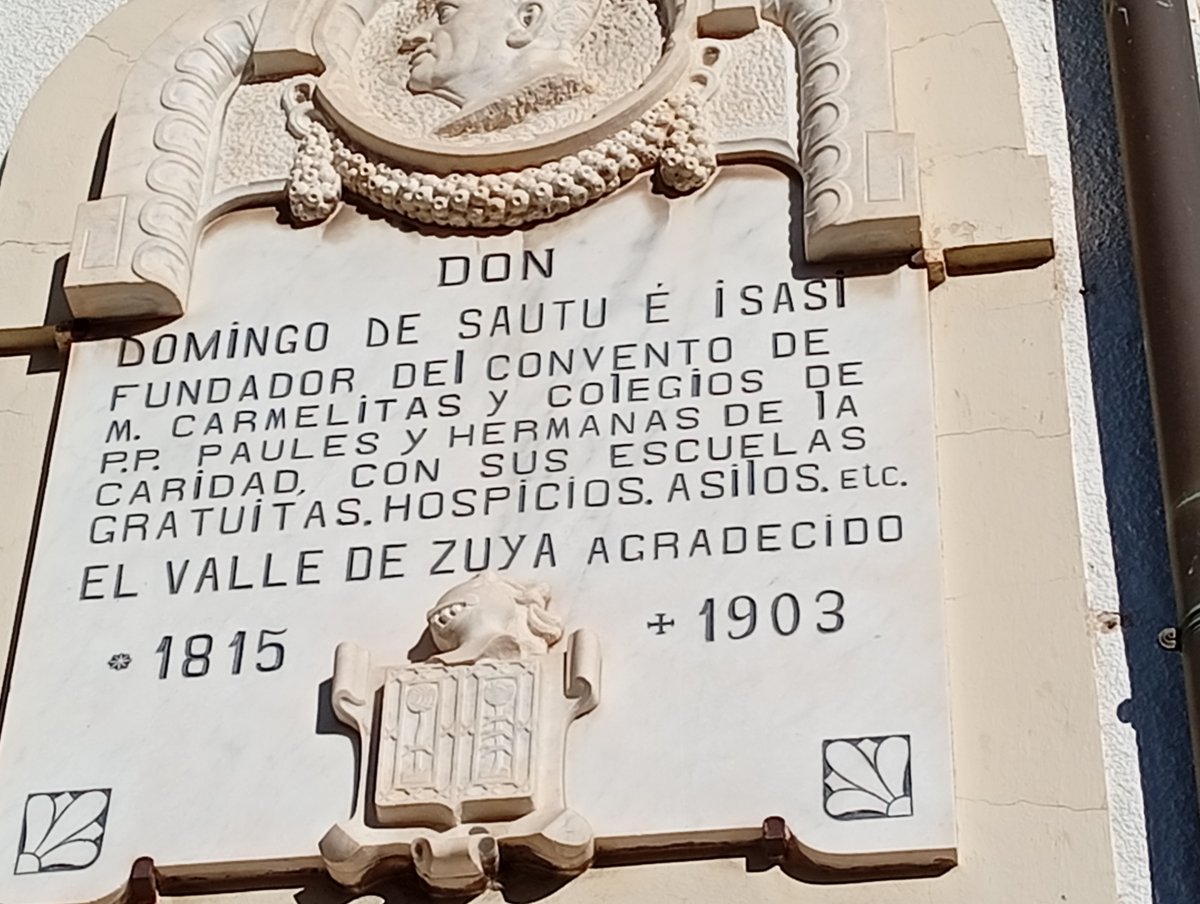 DON
DOMINGO DE SAUTU É ISASI
FUNDADOR DEL CONVENTO DE
M. CARMELITAS Y COLEGIOS DE
P.P. PAULES Y HERMANAS DE LA
CARIDAD, CON SUS ESCUELAS
GRATUITAS. HOSPICIOS. ASILOS. ETC.
EL VALLE DE ZUYA AGRADECIDO
* 1815 + 1903